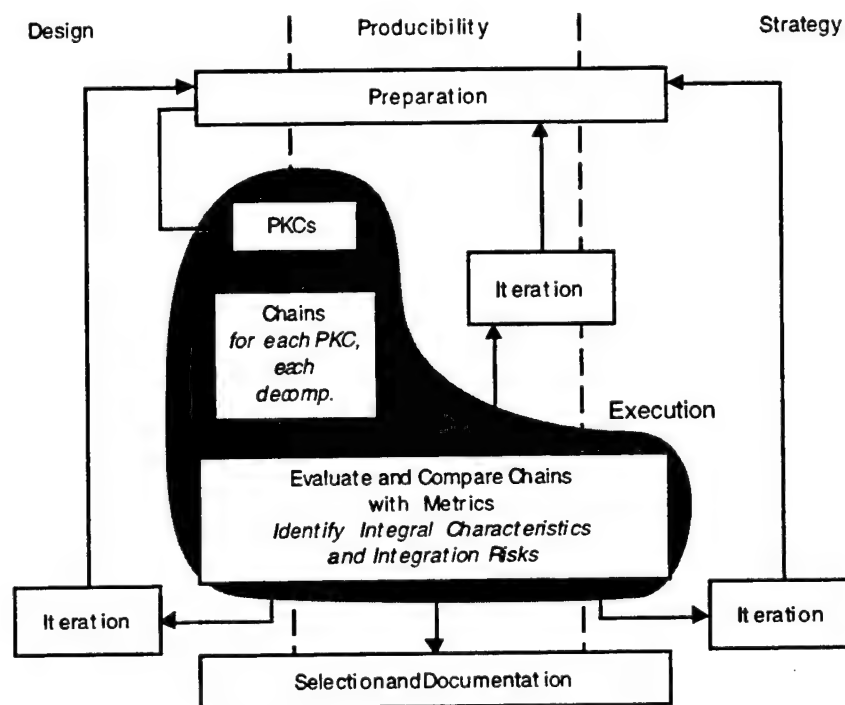 Design Producibility Strategy
Preparation
PKCs
Iteration
Chains
for each PKC,
each
decomp.
Execution
Evaluate and Compare Chains
with Metrics
Identify Integral Characteristics
and Integration Risks
Iteration
Iteration
Selection and Documentation